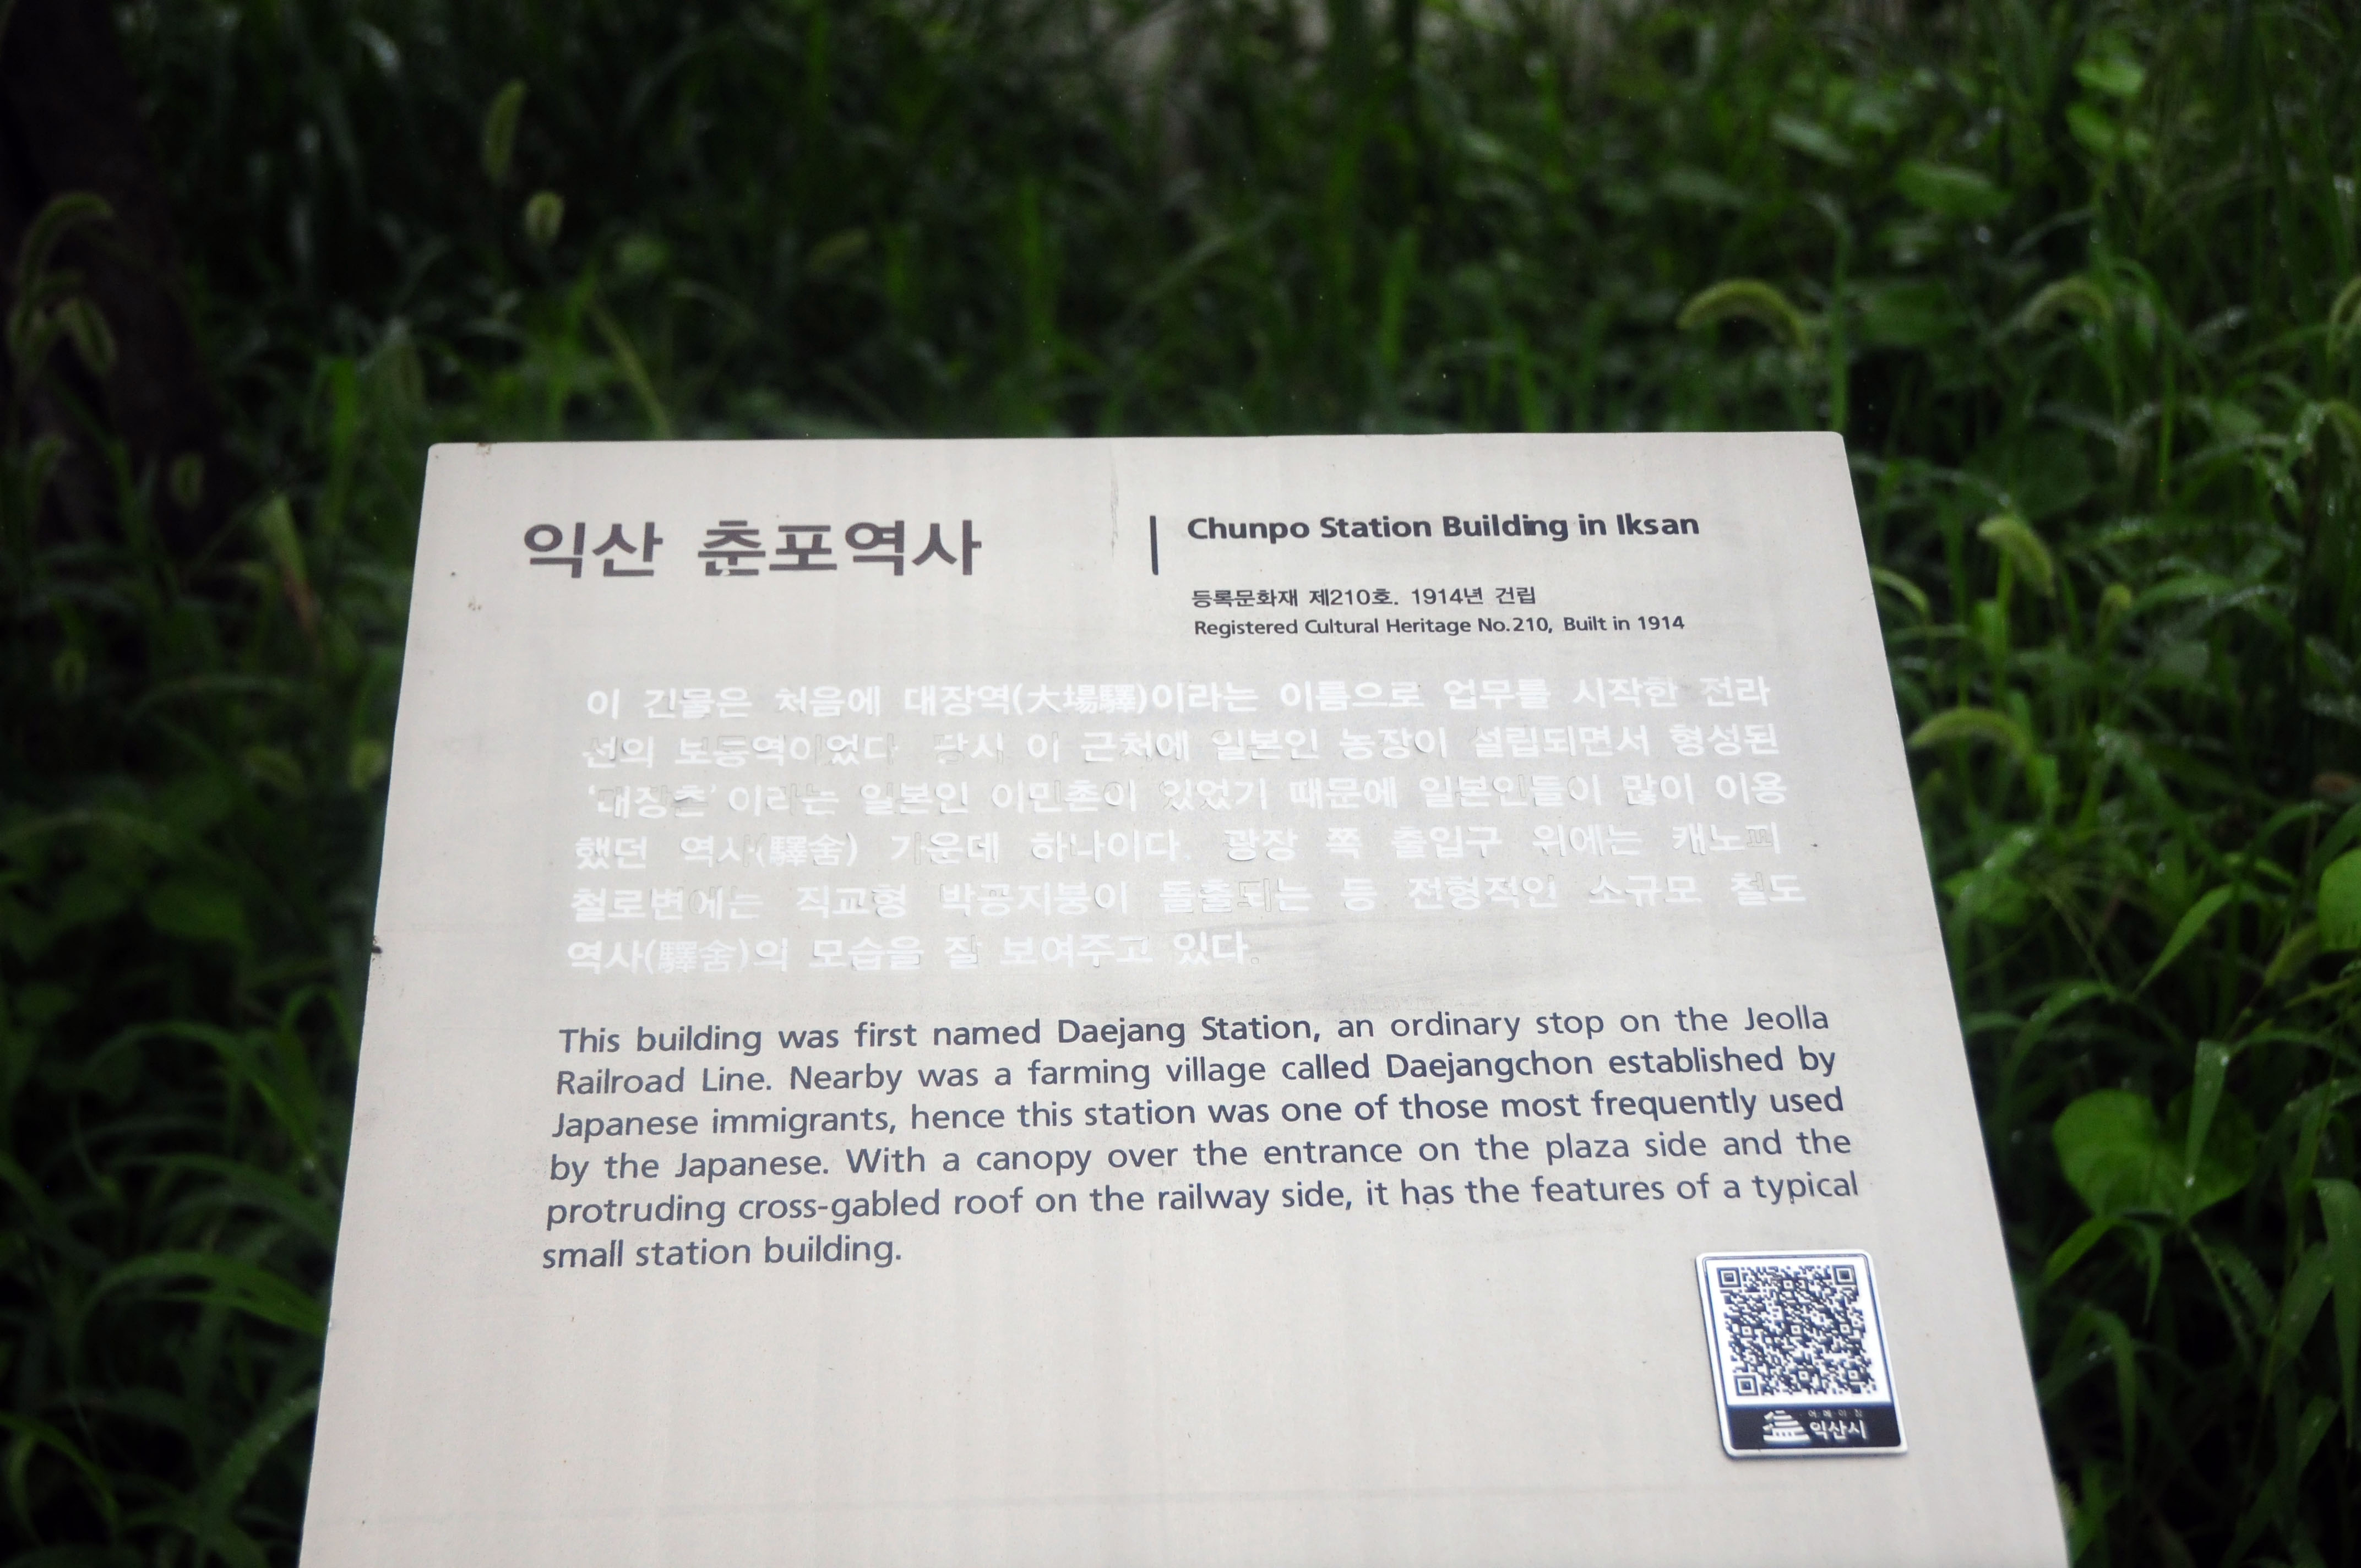 익산 춘포역사
Chunpo Station Building in Iksan
등록문화재 제210호. 1914년 건립
Registered Cultural Heritage No.210, Built in 1914
이 건물은 처음에 대장역(大場驛)이라는 이름으로 업무를 시작한 전라
선의 보통역이었다 당시 이 근처에 일본인 농장이 설립되면서 형성된
‘대장촌’이라는 일본인 이민촌이 있었기 때문에 일본인들이 많이 이용
했던 역사(驛舍) 가운데 하나이다. 광장 쪽 출입구 위에는 캐노피
철로변에는 직교형 박공지붕이 돌출되는 등 전형적인 소규모 철도
역사(驛舍)의 모습을 잘 보여주고 있다.
This building was first named Daejang Station, an ordinary stop on the Jeolla
Railroad Line. Nearby was a farming village called Daejangchon established by
Japanese immigrants, hence this station was one of those most frequently used
by the Japanese. With a canopy over the entrance on the plaza side and the
protruding cross-gabled roof on the railway side, it has the features of a typical
small station building.
어메이징
익산시